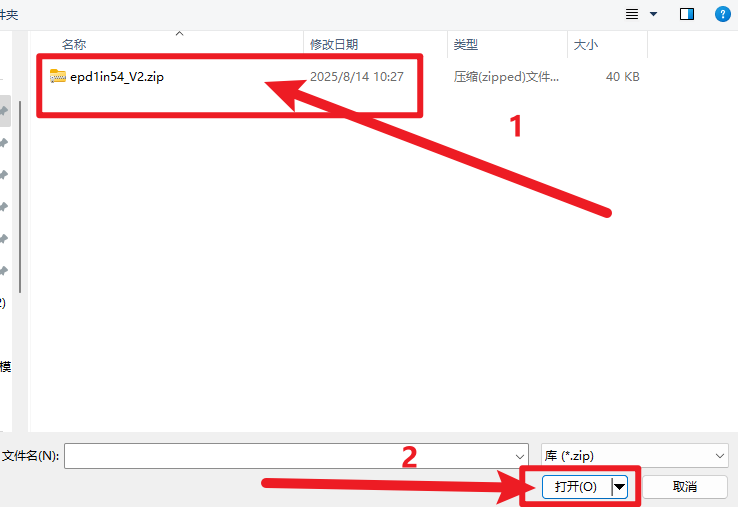 件夹
名称 修改日期 类型 大小
epd1in54_V2.zip 2025/8/14 10:27 压缩(zipped)文件... 40 KB
1
2)
模
2
文件名(N): 库 (*.zip)
打开(O) 取消